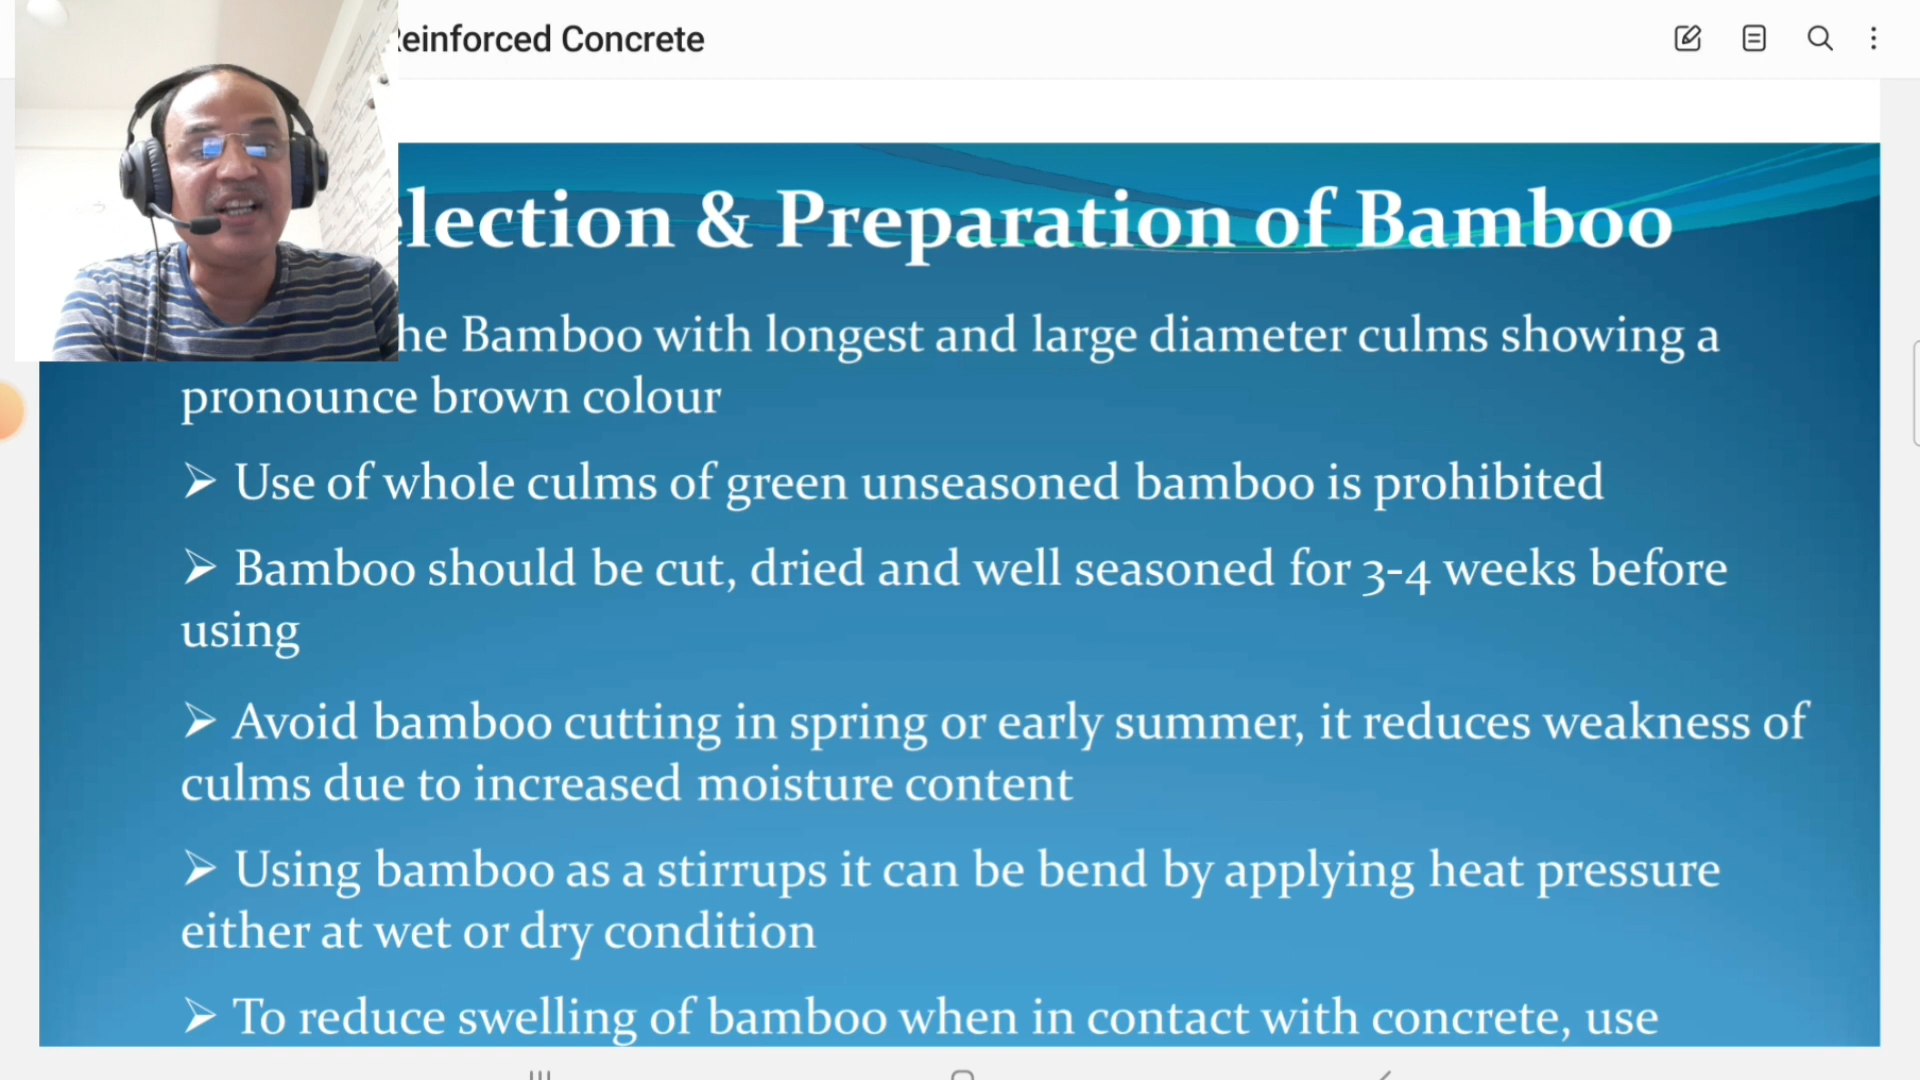 Reinforced Concrete
election & Preparation of Bamboo
he Bamboo with longest and large diameter culms showing a
pronounce brown colour
➢ Use of whole culms of green unseasoned bamboo is prohibited
➢ Bamboo should be cut, dried and well seasoned for 3-4 weeks before
using
➢ Avoid bamboo cutting in spring or early summer, it reduces weakness of
culms due to increased moisture content
➢ Using bamboo as a stirrups it can be bend by applying heat pressure
either at wet or dry condition
➢ To reduce swelling of bamboo when in contact with concrete, use